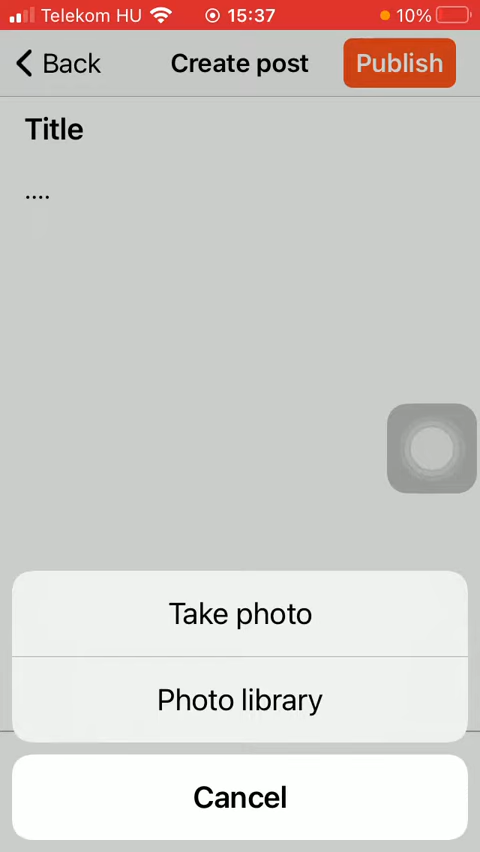 Telekom HU 15:37 10%
Back Create post Publish
Title
....
Take photo
Photo library
Cancel